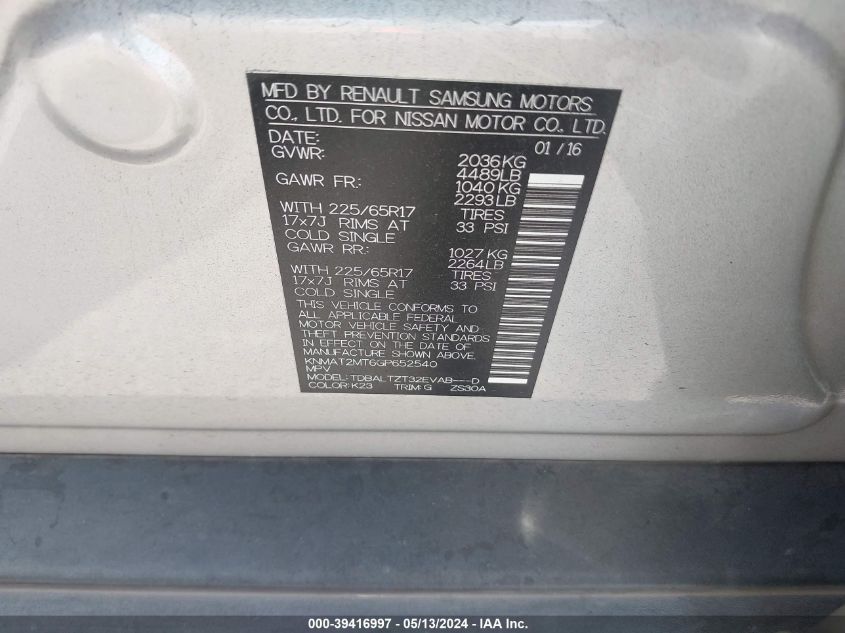 MFD BY RENAULT SAMSUNG MOTORS
CO., LTD. FOR NISSAN MOTOR CO., LTD.
DATE: 01 / 16
GVWR: 2036KG
4489LB
GAWR FR: 1040KG
2293LB
WITH 225/65R17 TIRES
17x7J RIMS AT 33 PSI
COLD SINGLE
GAWR RR: 1027KG
2264LB
WITH 225/65R17 TIRES
17x7J RIMS AT 33 PSI
COLD SINGLE
THIS VEHICLE CONFORMS TO
ALL APPLICABLE FEDERAL
MOTOR VEHICLE SAFETY AND
THEFT PREVENTION STANDARDS
IN EFFECT ON THE DATE OF
MANUFACTURE SHOWN ABOVE.
KNMAT2MT6GP652540
MPV
MODEL: TDBALTZT32EVAB---D
COLOR: K23 TRIM: G ZS30A
000-39416997 - 05/13/2024 - IAA Inc.